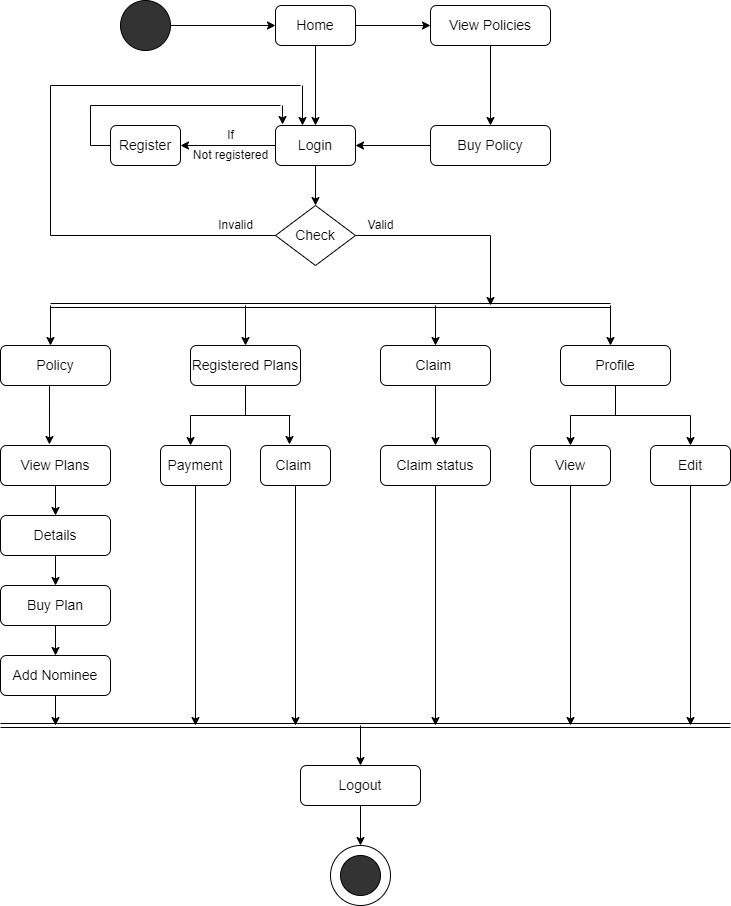 Home
View Policies
Register
If
Not registered
Login
Buy Policy
Invalid
Check
Valid
Policy
Registered Plans
Claim
Profile
View Plans
Payment
Claim
Claim status
View
Edit
Details
Buy Plan
Add Nominee
Logout